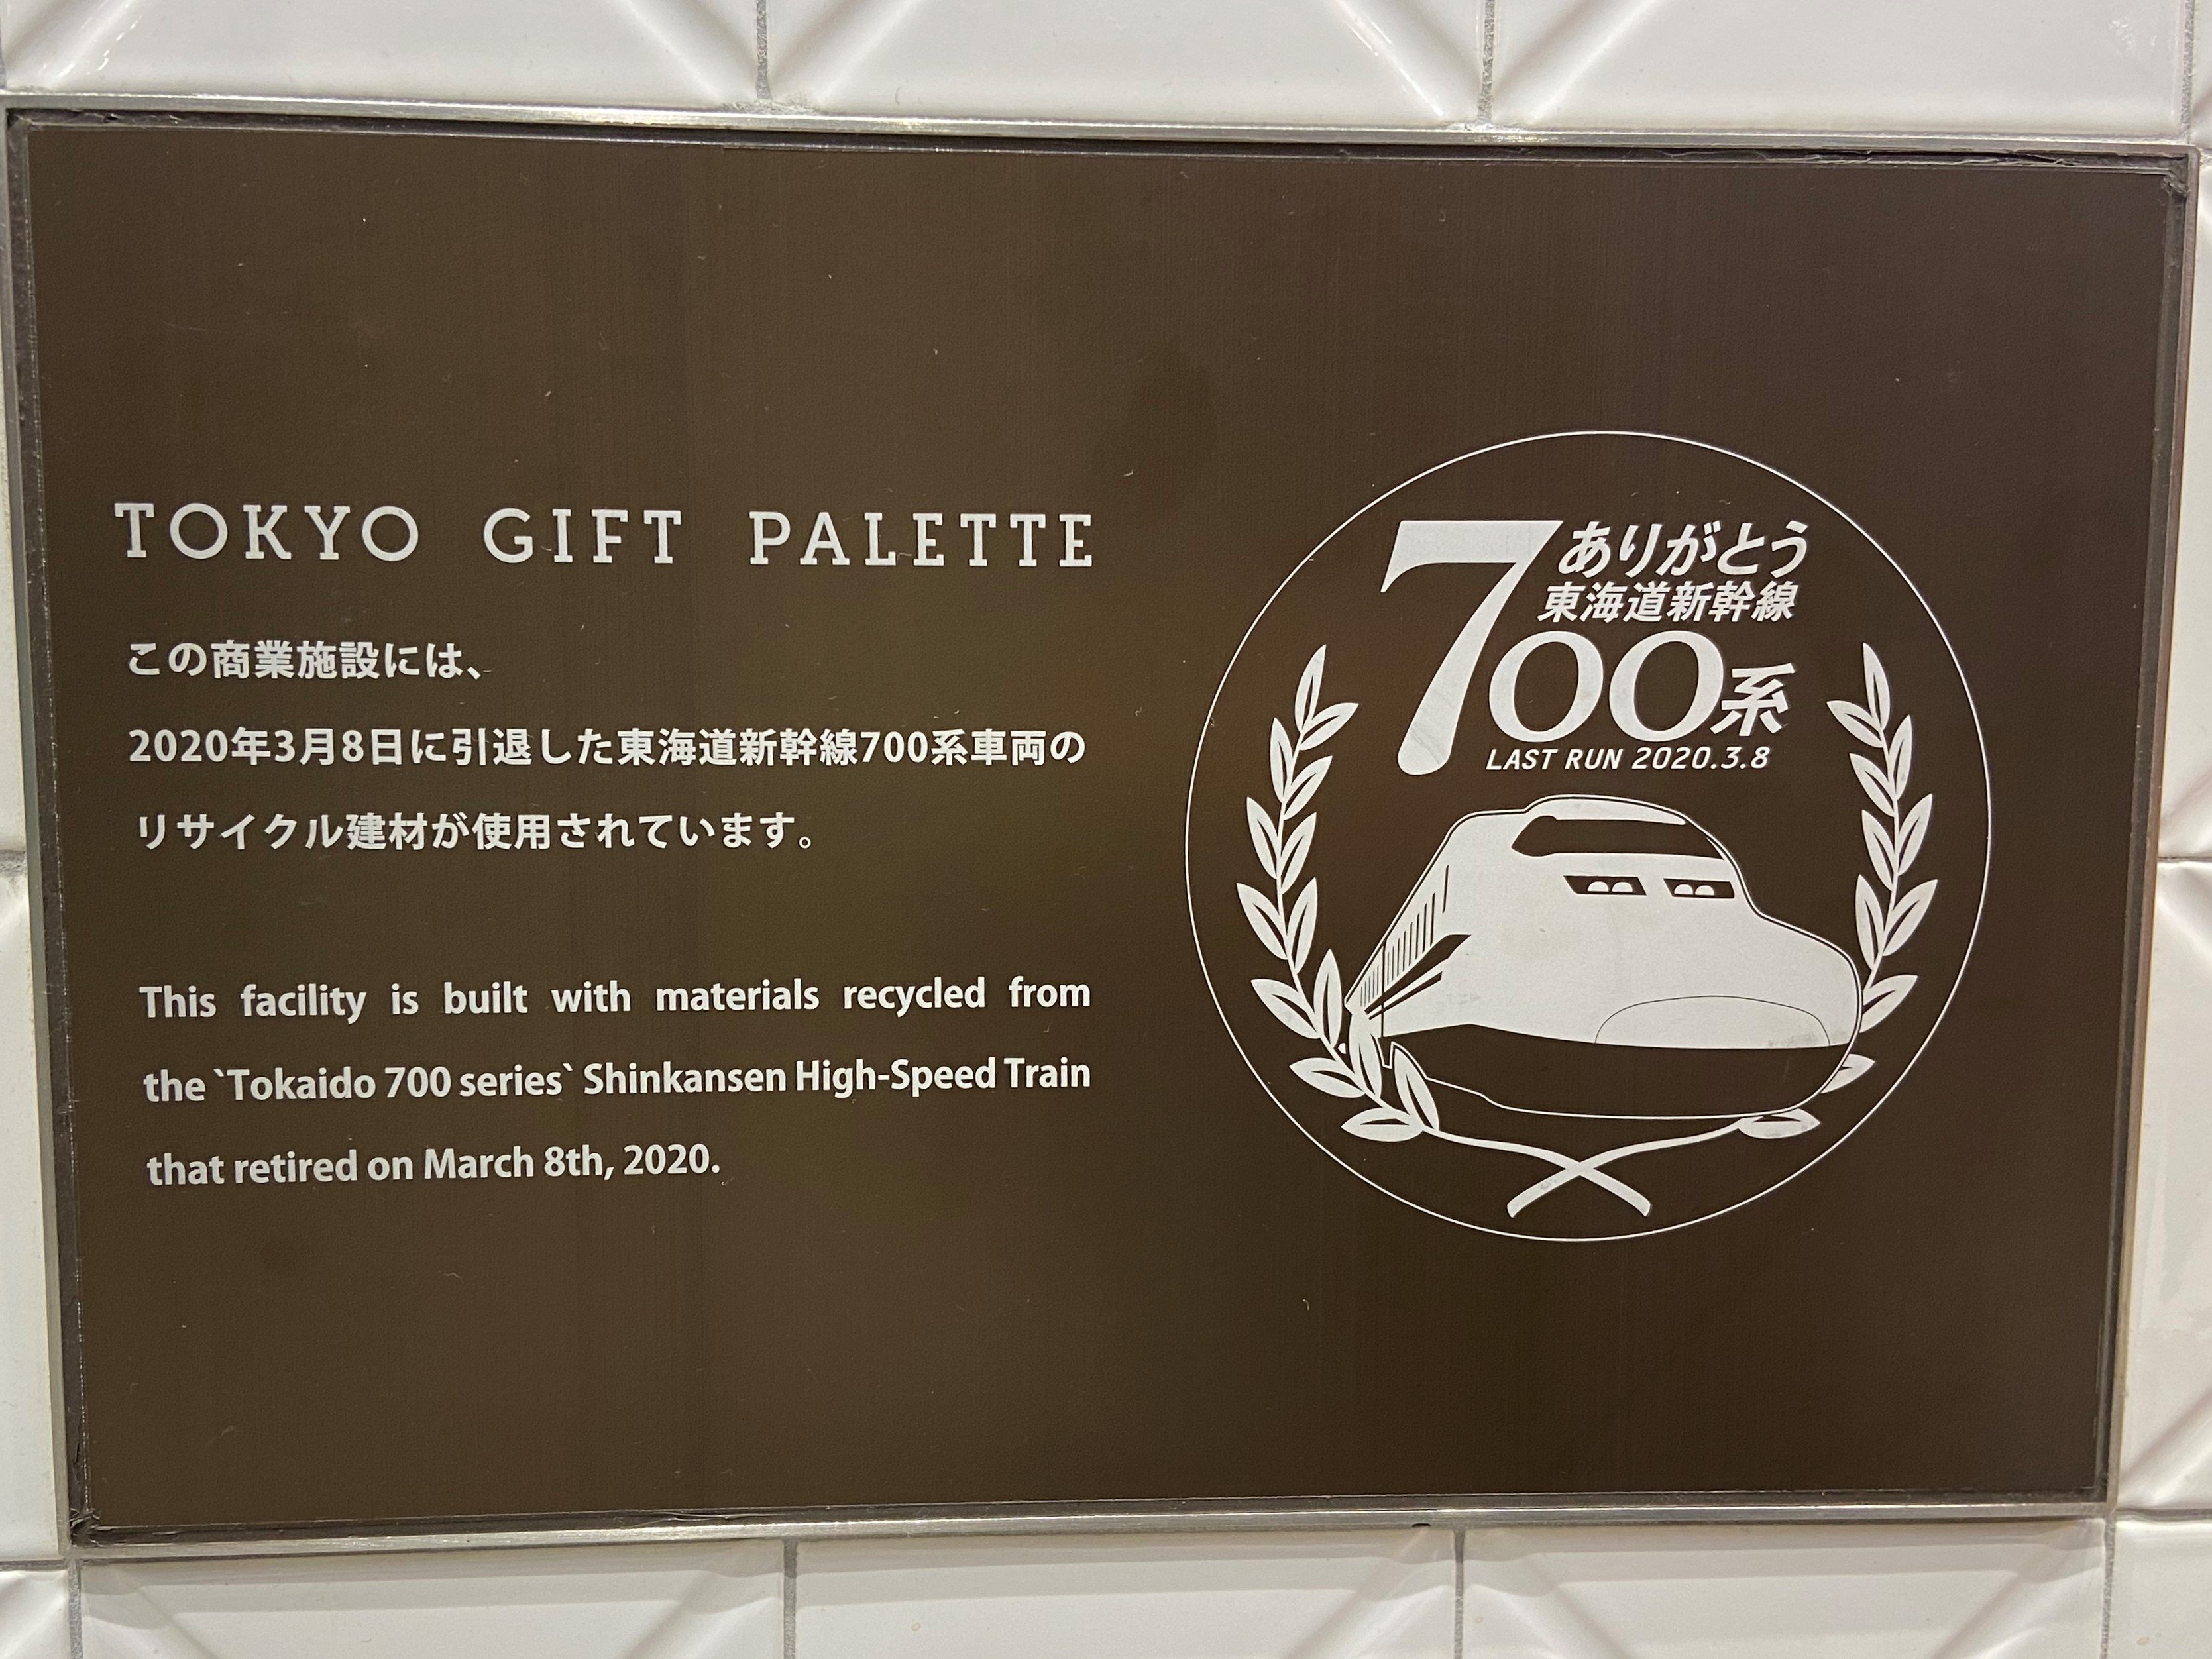 TOKYO GIFT PALETTE
この商業施設には、
2020年3月8日に引退した東海道新幹線700系車両の
リサイクル建材が使用されています。
This facility is built with materials recycled from
the `Tokaido 700 series` Shinkansen High-Speed Train
that retired on March 8th, 2020.
ありがとう
東海道新幹線
700系
LAST RUN 2020.3.8